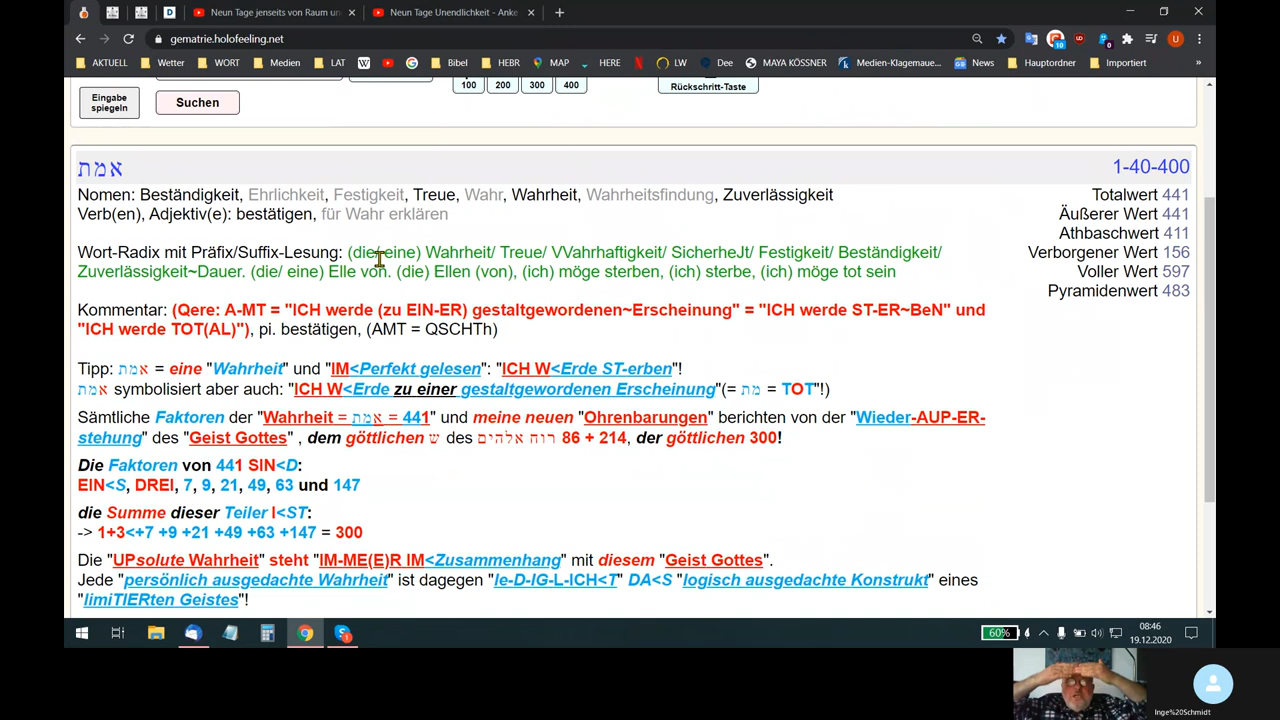 Neun Tage jenseits von Raum un
Neun Tage Unendlichkeit - Anke
gematrie.holofeeling.net
AKTUELL Wetter WORT Medien LAT Bibel HEBR MAP HERE LW Dee MAYA KÖSSNER Medien-Klagemaue... News Hauptordner Importiert »
Eingabe spiegeln
Suchen
100 200 300 400
Rückschritt-Taste
אמת 1-40-400
Nomen: Beständigkeit, Ehrlichkeit, Festigkeit, Treue, Wahr, Wahrheit, Wahrheitsfindung, Zuverlässigkeit
Totalwert 441
Verb(en), Adjektiv(e): bestätigen, für Wahr erklären
Äußerer Wert 441
Athbaschwert 411
Verborgener Wert 156
Voller Wert 597
Pyramidenwert 483
Wort-Radix mit Präfix/Suffix-Lesung: (die/ eine) Wahrheit/ Treue/ VVahrhaftigkeit/ SicherheJt/ Festigkeit/ Beständigkeit/
Zuverlässigkeit~Dauer. (die/ eine) Elle von. (die) Ellen (von), (ich) möge sterben, (ich) sterbe, (ich) möge tot sein
Kommentar: (Qere: A-MT = "ICH werde (zu EIN-ER) gestaltgewordenen~Erscheinung" = "ICH werde ST-ER~BeN" und
"ICH werde TOT(AL)"), pi. bestätigen, (AMT = QSCHTh)
Tipp: אמת = eine "Wahrheit" und "IM<Perfekt gelesen": "ICH W<Erde ST-erben"!
אמת symbolisiert aber auch: "ICH W<Erde zu einer gestaltgewordenen Erscheinung"(= מת = TOT"!)
Sämtliche Faktoren der "Wahrheit = אמת = 441" und meine neuen "Ohrenbarungen" berichten von der "Wieder-AUP-ER-
stehung" des "Geist Gottes" , dem göttlichen ש des רוח אלהים 86 + 214, der göttlichen 300!
Die Faktoren von 441 SIN<D:
EIN<S, DREI, 7, 9, 21, 49, 63 und 147
die Summe dieser Teiler I<ST:
-> 1+3<+7 +9 +21 +49 +63 +147 = 300
Die "UPsolute Wahrheit" steht "IM-ME(E)R IM<Zusammenhang" mit diesem "Geist Gottes".
Jede "persönlich ausgedachte Wahrheit" ist dagegen "le-D-IG-L-ICH<T" DA<S "logisch ausgedachte Konstrukt" eines
"limiTIERten Geistes"!
60%
08:46
19.12.2020
Inge%20Schmidt